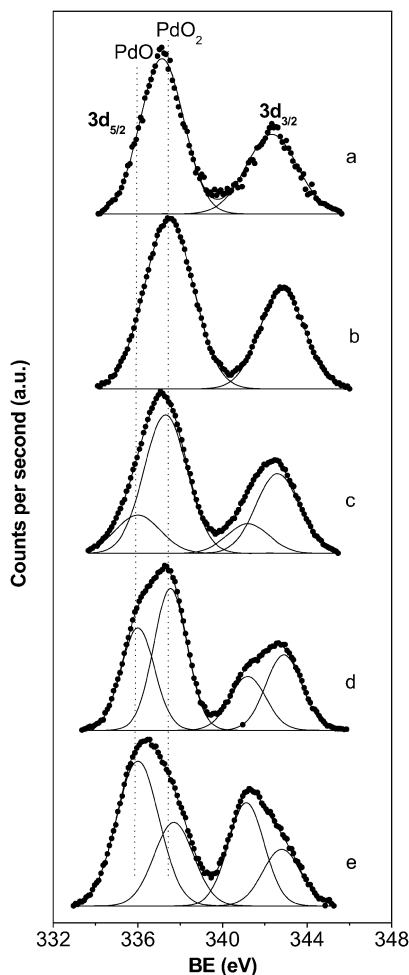 PdO₂
PdO
3d₅/₂
3d₃/₂
a
b
c
d
e
Counts per second (a.u.)
332 336 340 344 348
BE (eV)